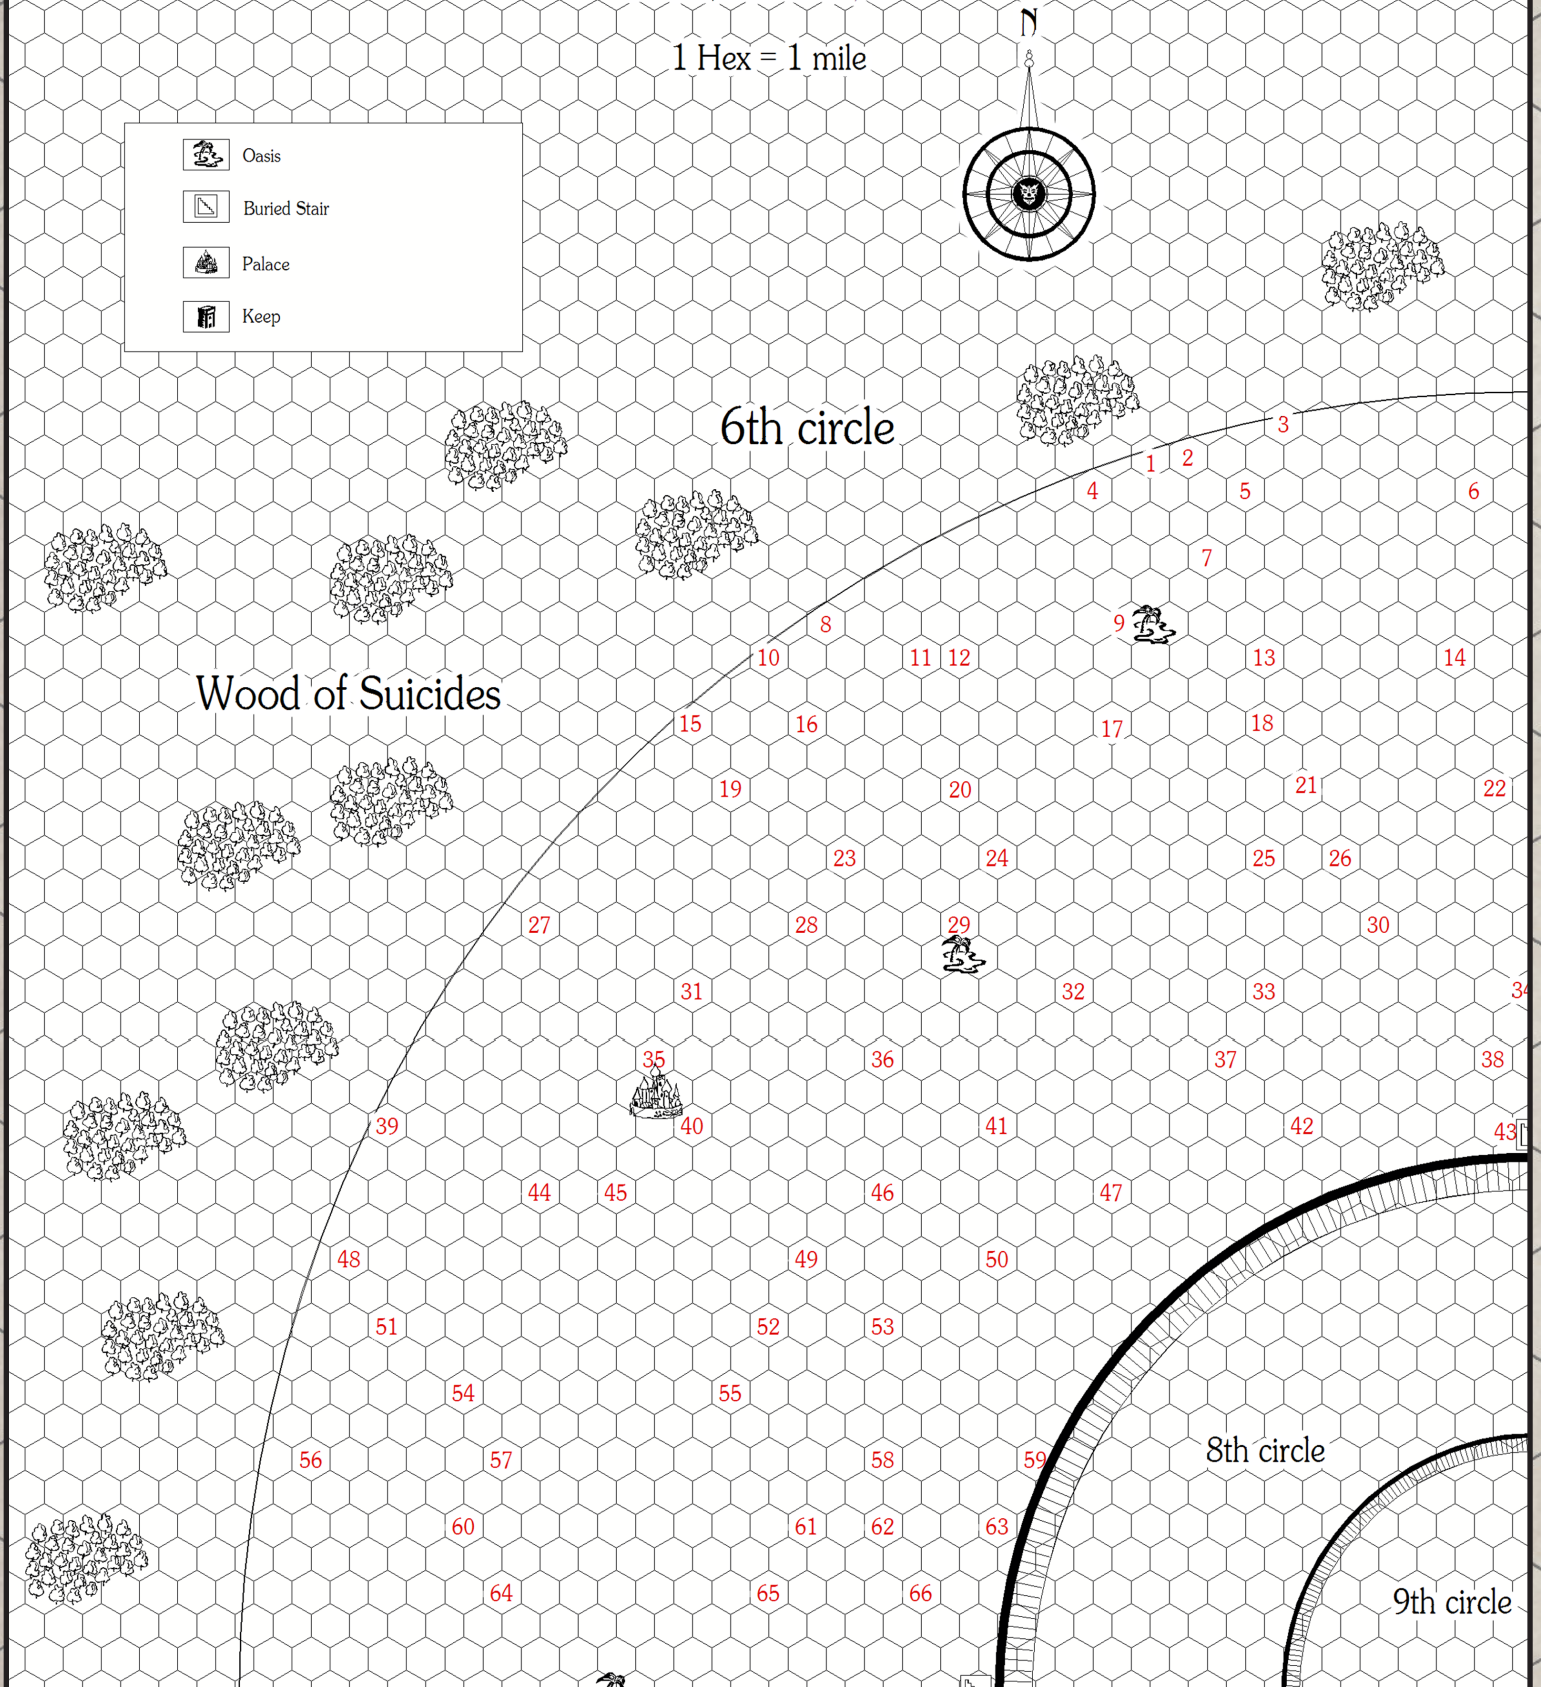 N
1 Hex = 1 mile
Oasis
Buried Stair
Palace
Keep
6th circle
3
1 2
4 5 6
7
8 9
10 11 12 13 14
Wood of Suicides
15 16 17 18
19 20 21 22
23 24 25 26
27 28 29 30
31 32 33 34
35 36 37 38
39 40 41 42 43
44 45 46 47
48 49 50
51 52 53
54 55
8th circle
56 57 58 59
60 61 62 63
64 65 66
9th circle